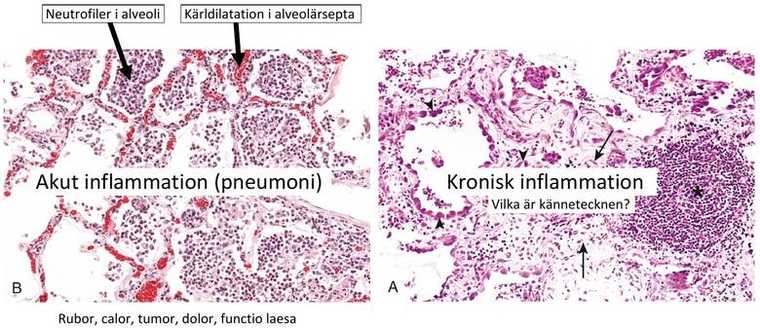 Neutrofiler i alveoli
Kärldilatation i alveolärsepta
Akut inflammation (pneumoni)
B
Rubor, calor, tumor, dolor, functio laesa
Kronisk inflammation
Vilka är kännetecknen?
*
A